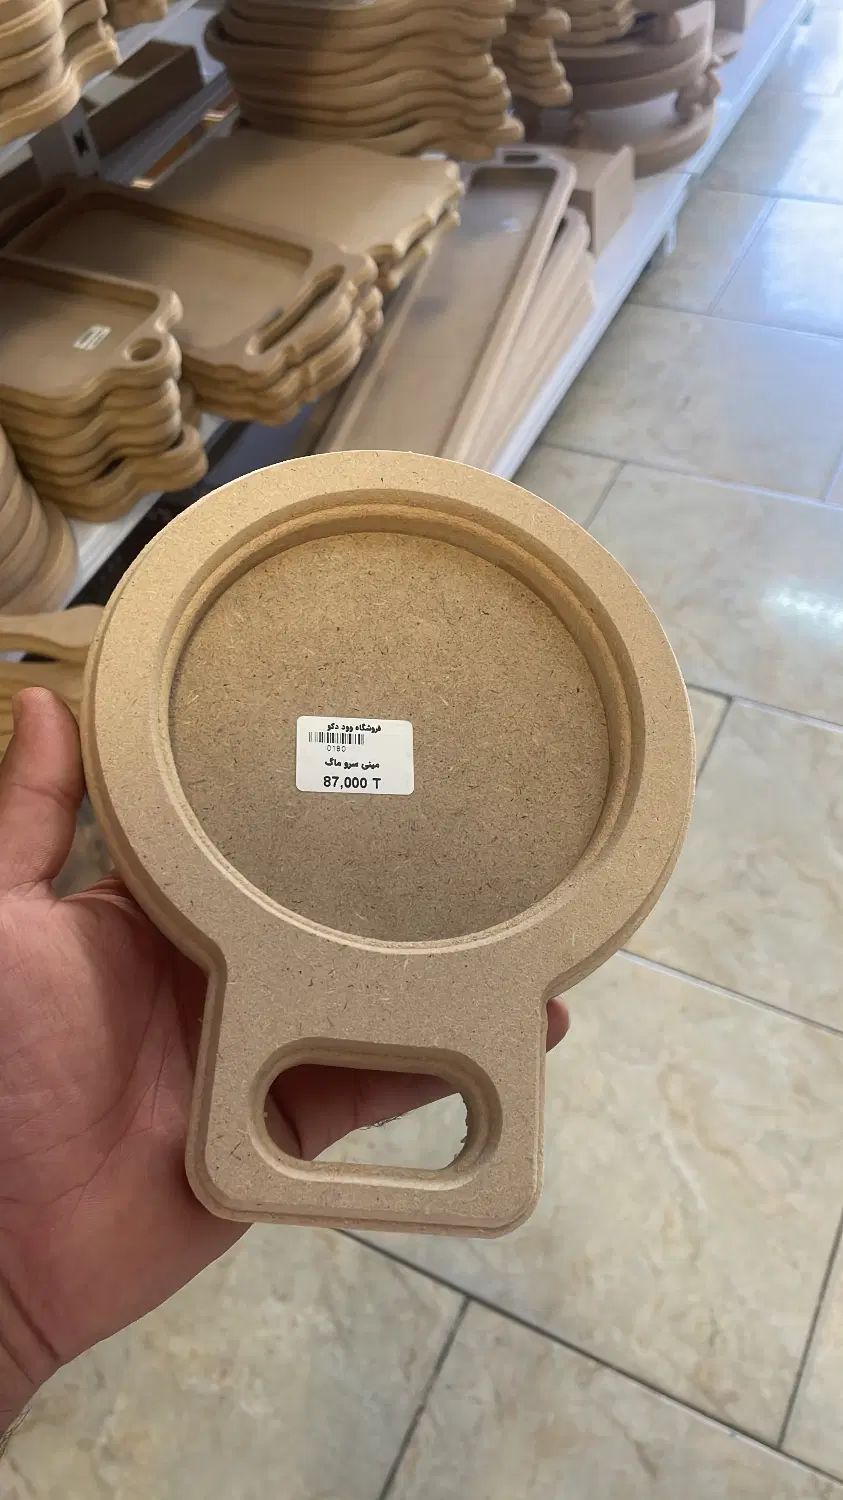 فروشگاه وود دکو
0180
مینی سرو ماگ
87,000 T